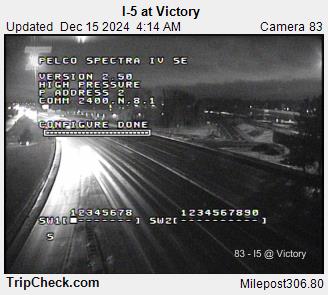 I-5 at Victory
Updated Dec 15 2024 4:14 AM Camera 83
PELCO SPECTRA IV SE
VERSION 2.50
HIGH PRESSURE
P ADDRESS 2
COMM 2400.N.8.1
CONFIGURE DONE
12345678 1234567890
SW1[■-------] SW2[----------]
S
83 - I5 @ Victory
TripCheck.com Milepost306.80